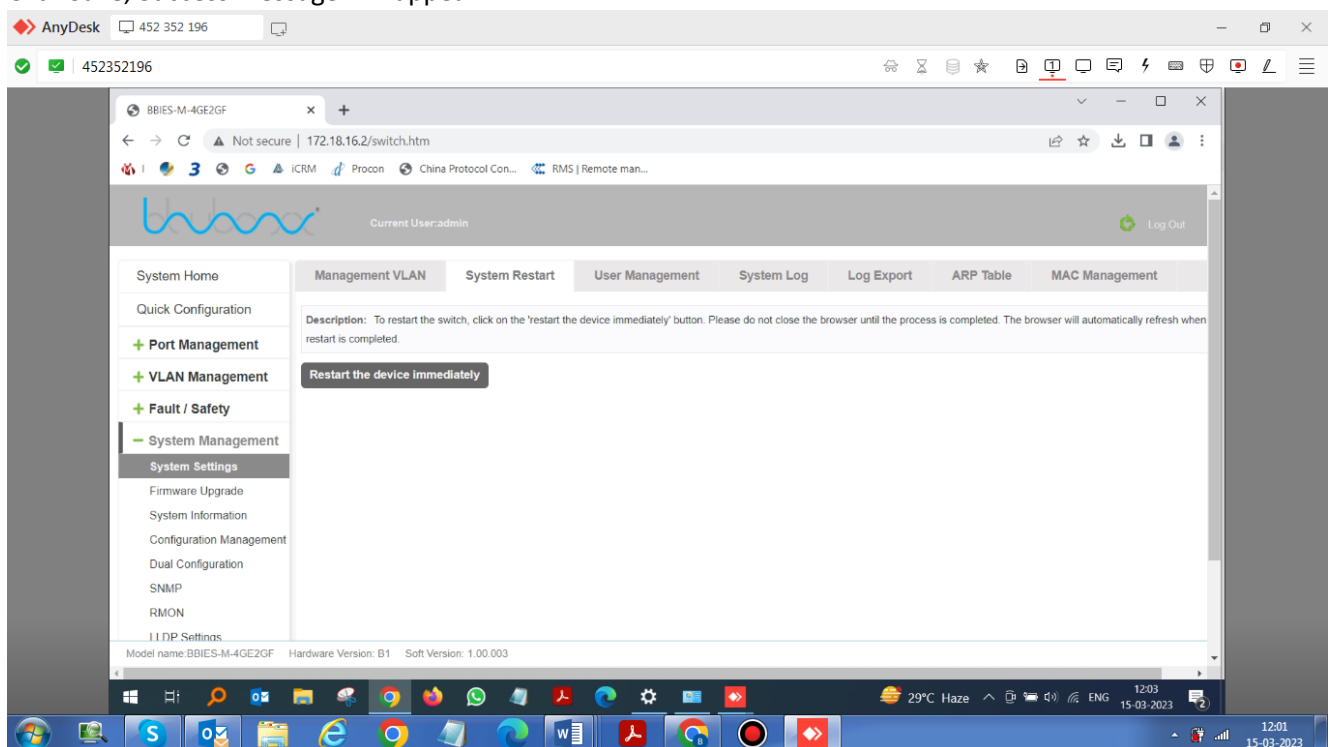 AnyDesk 452 352 196
452352196
BBIES-M-4GE2GF
Not secure | 172.18.16.2/switch.htm
iCRM Procon China Protocol Con... RMS | Remote man...
Current User:admin Log Out
System Home Management VLAN System Restart User Management System Log Log Export ARP Table MAC Management
Quick Configuration
Description: To restart the switch, click on the 'restart the device immediately' button. Please do not close the browser until the process is completed. The browser will automatically refresh when
restart is completed.
+ Port Management
+ VLAN Management
Restart the device immediately
+ Fault / Safety
− System Management
System Settings
Firmware Upgrade
System Information
Configuration Management
Dual Configuration
SNMP
RMON
LLDP Settings
Model name:BBIES-M-4GE2GF Hardware Version: B1 Soft Version: 1.00.003
29°C Haze ENG 12:03
15-03-2023
12:01
15-03-2023